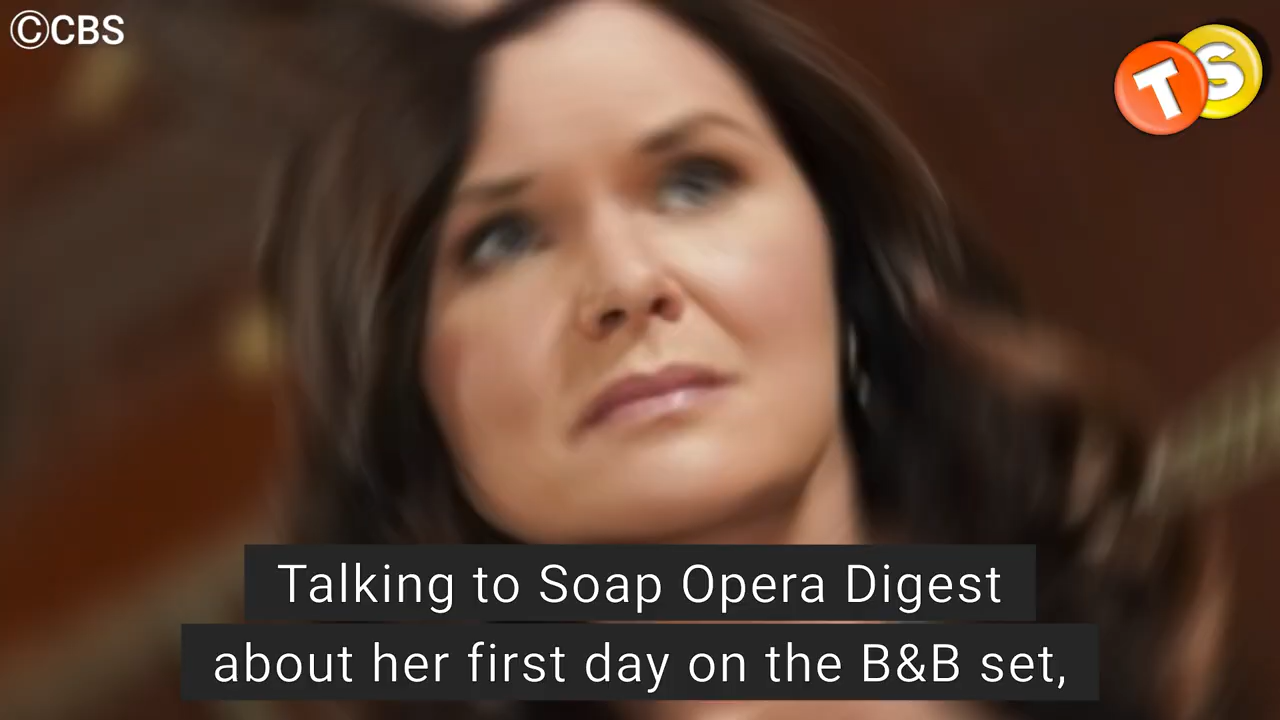 ©CBS
TS
Talking to Soap Opera Digest
about her first day on the B&B set,